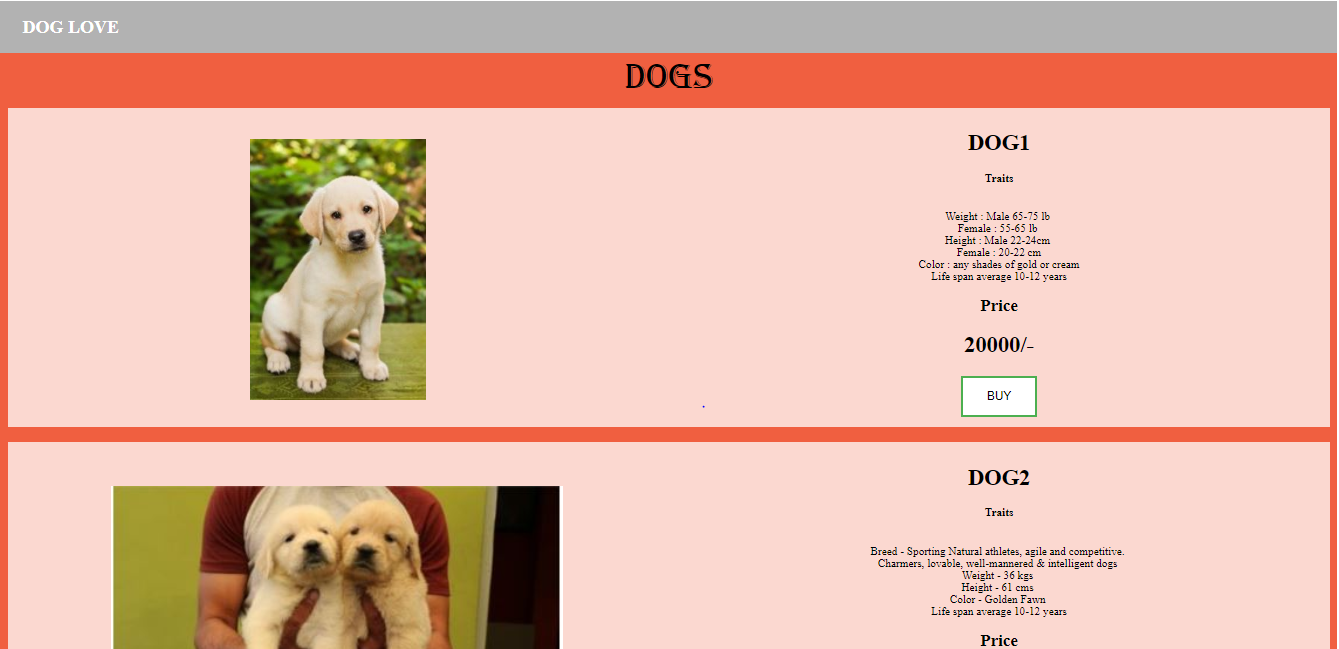 DOG LOVE
DOGS
DOG1
Traits
Weight : Male 65-75 lb
Female : 55-65 lb
Height : Male 22-24cm
Female : 20-22 cm
Color : any shades of gold or cream
Life span average 10-12 years
Price
20000/-
BUY
DOG2
Traits
Breed - Sporting Natural athletes, agile and competitive.
Charmers, lovable, well-mannered & intelligent dogs
Weight - 36 kgs
Height - 61 cms
Color - Golden Fawn
Life span average 10-12 years
Price